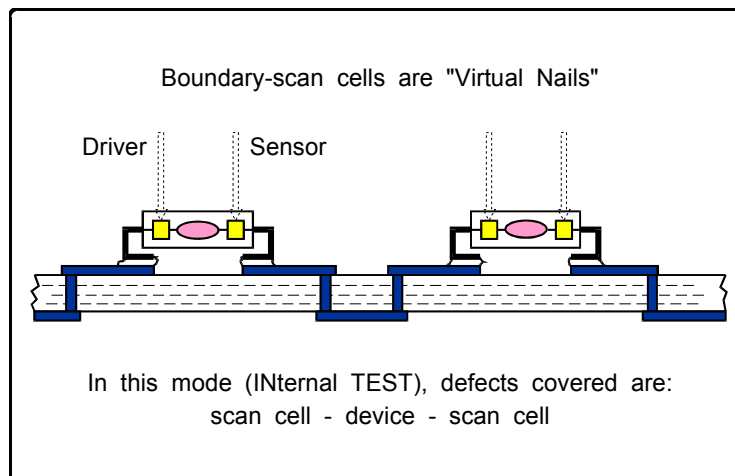 Boundary-scan cells are "Virtual Nails"
Driver Sensor
In this mode (INternal TEST), defects covered are:
scan cell - device - scan cell